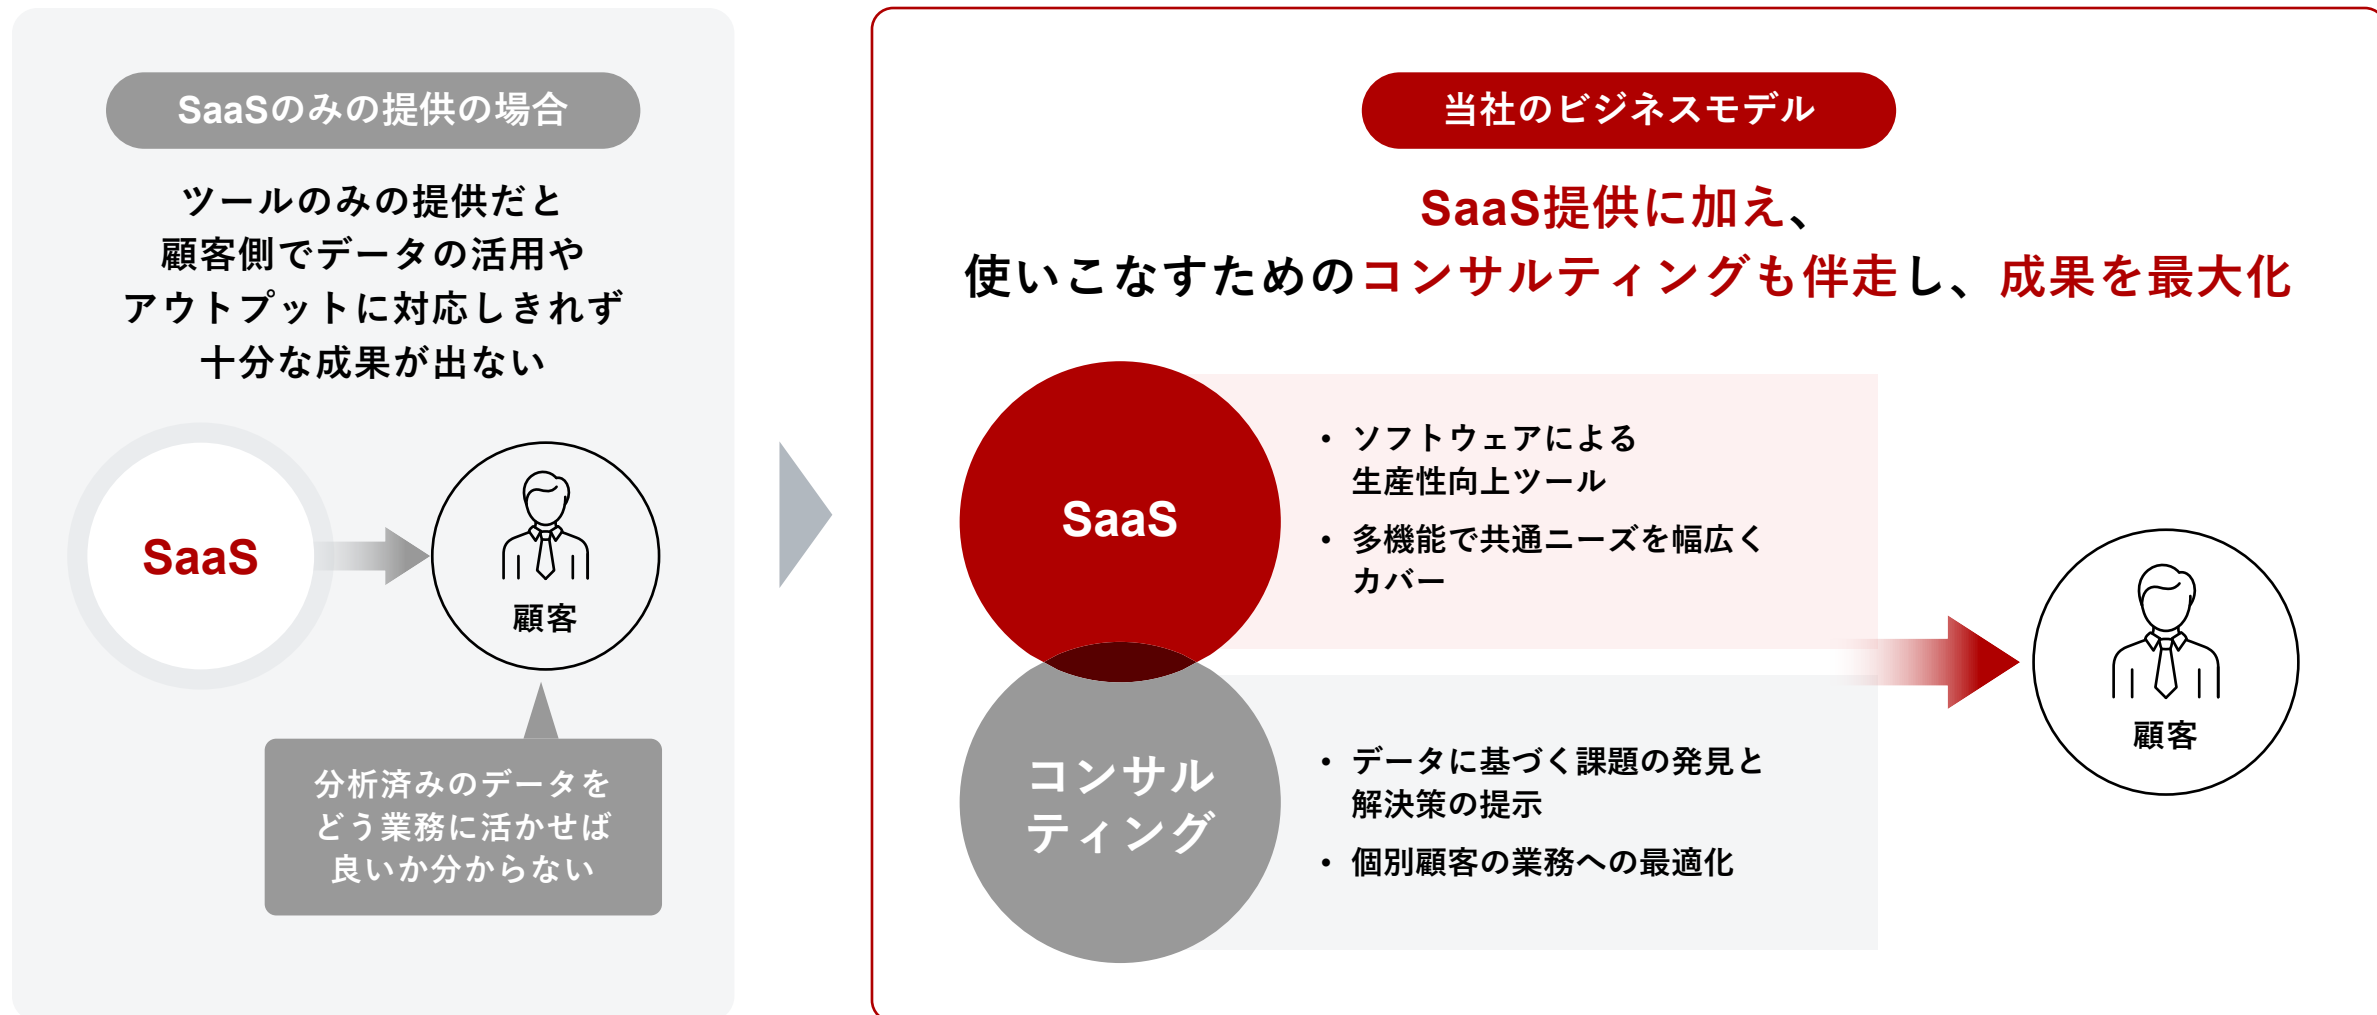 SaaSのみの提供の場合
ツールのみの提供だと
顧客側でデータの活用や
アウトプットに対応しきれず
十分な成果が出ない
SaaS
顧客
分析済みのデータを
どう業務に活かせば
良いか分からない
当社のビジネスモデル
SaaS提供に加え、
使いこなすためのコンサルティングも伴走し、成果を最大化
SaaS
・ソフトウェアによる
生産性向上ツール
・多機能で共通ニーズを幅広く
カバー
コンサル
ティング
・データに基づく課題の発見と
解決策の提示
・個別顧客の業務への最適化
顧客